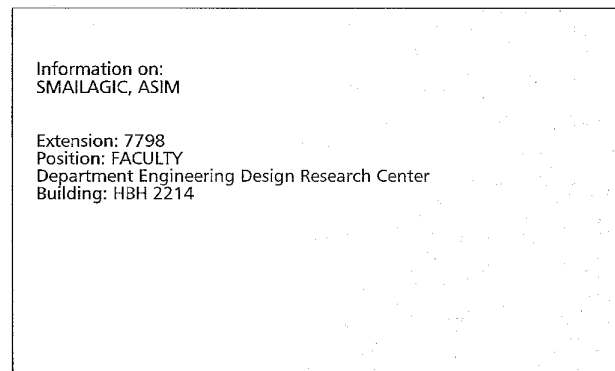 Information on:
SMAILAGIC, ASIM
Extension: 7798
Position: FACULTY
Department Engineering Design Research Center
Building: HBH 2214